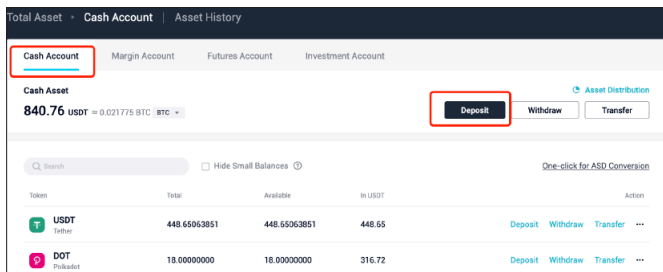 Total Asset Cash Account | Asset History
Cash Account Margin Account Futures Account Investment Account
Cash Asset Asset Distribution
840.76 USDT ≈ 0.021775 BTC BTC Deposit Withdraw Transfer
Search Hide Small Balances One-click for ASD Conversion
Token Total Available In USDT Action
USDT 448.65063851 448.65063851 448.65 Deposit Withdraw Transfer ···
Tether
DOT 18.00000000 18.00000000 316.72 Deposit Withdraw Transfer ···
Polkadot